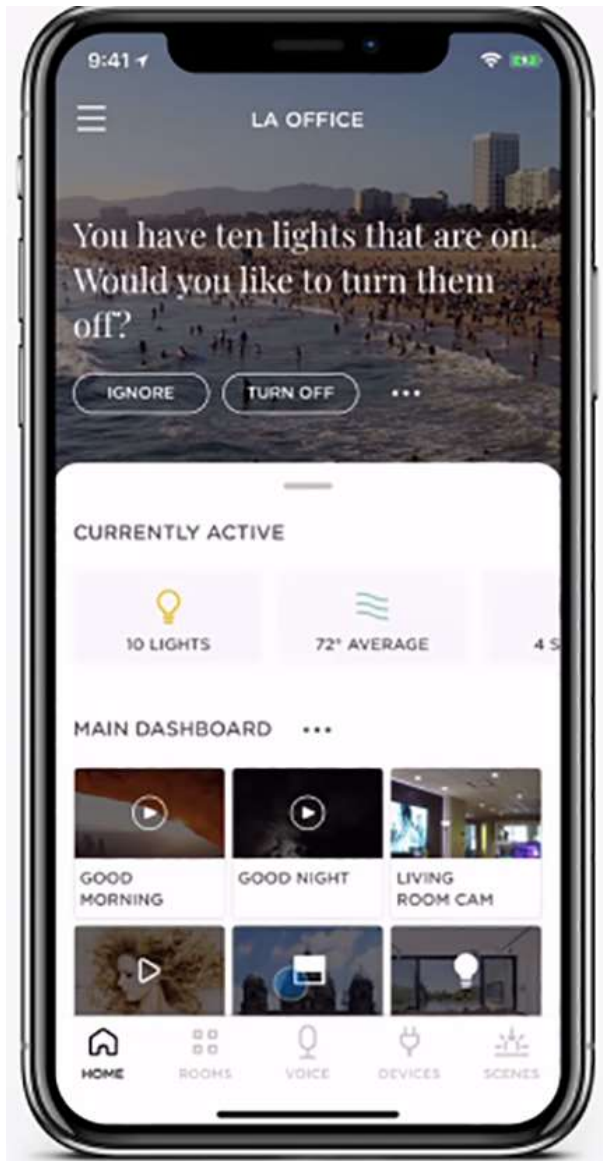 9:41
LA OFFICE
You have ten lights that are on.
Would you like to turn them
off?
IGNORE
TURN OFF
CURRENTLY ACTIVE
10 LIGHTS
72° AVERAGE
4 S
MAIN DASHBOARD
GOOD
MORNING
GOOD NIGHT
LIVING
ROOM CAM
HOME
ROOMS
VOICE
DEVICES
SCENES